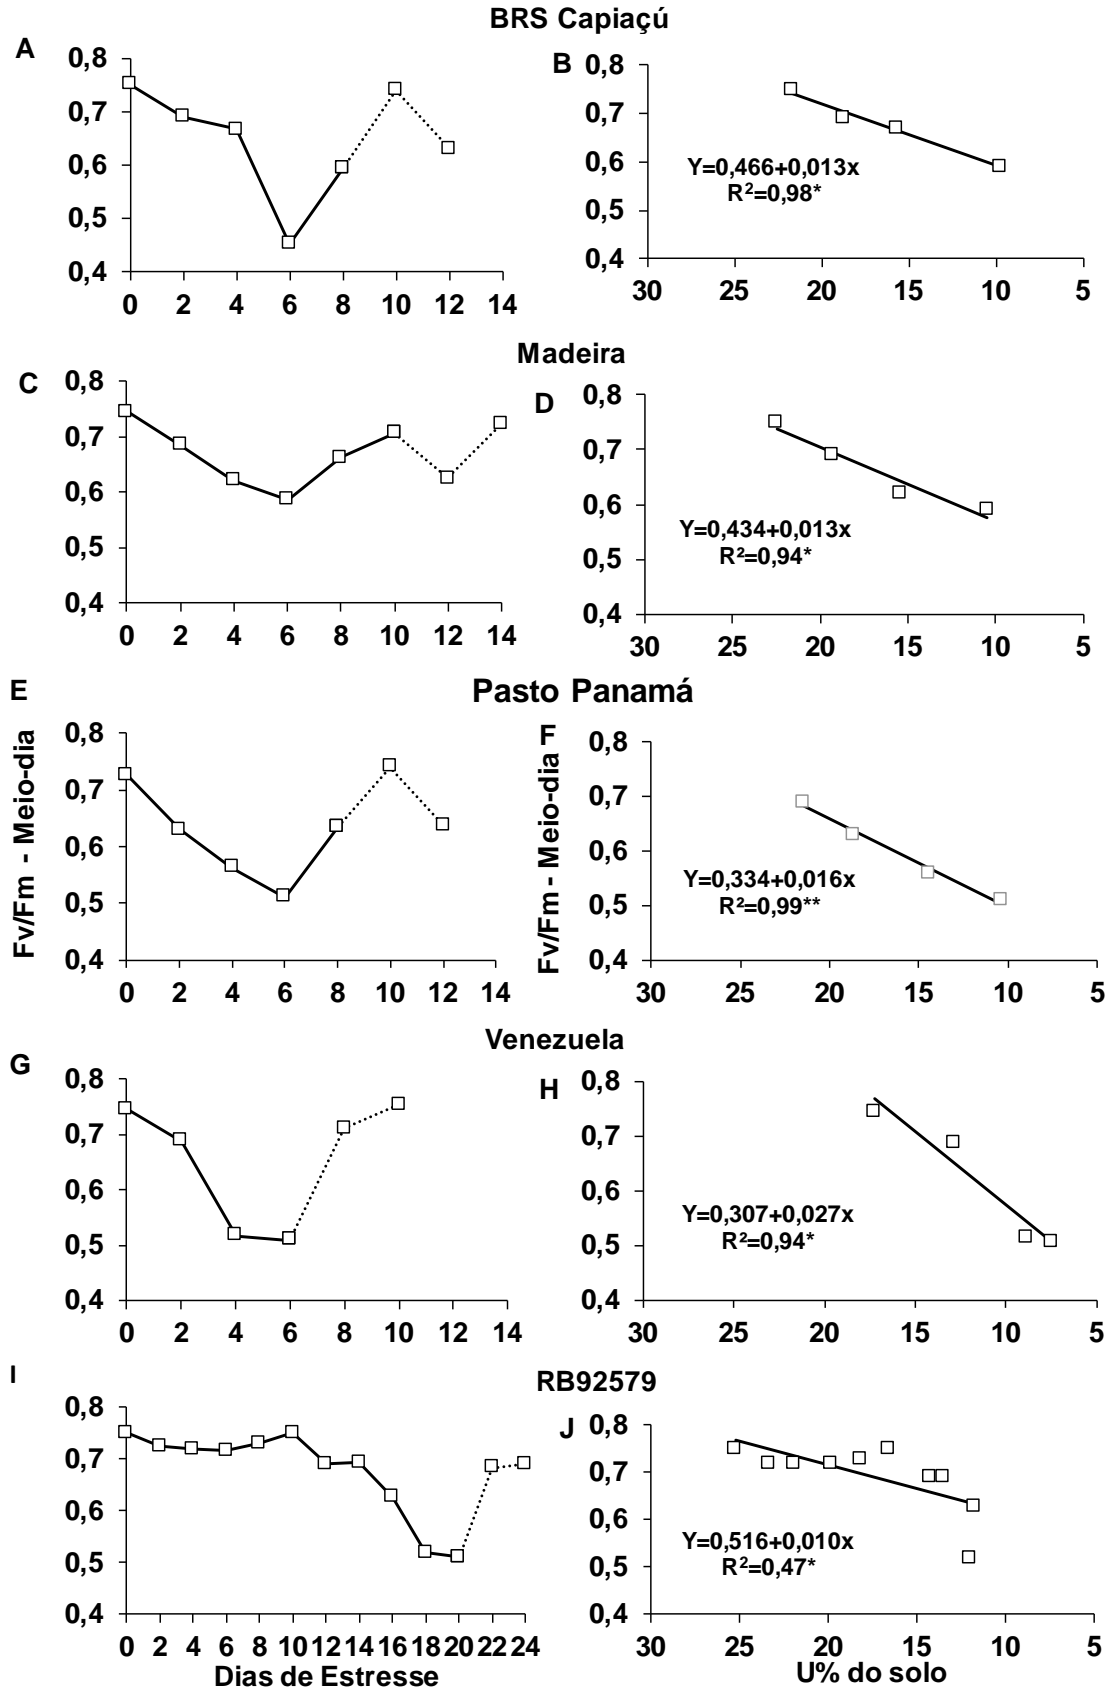 BRS Capiaçú
A
0,8
0,7
0,6
0,5
0,4
0 2 4 6 8 10 12 14
B
0,8
0,7
0,6
0,5
0,4
Y=0,466+0,013x
R²=0,98*
30 25 20 15 10 5
Madeira
C
0,8
0,7
0,6
0,5
0,4
0 2 4 6 8 10 12 14
D
0,8
0,7
0,6
0,5
0,4
Y=0,434+0,013x
R²=0,94*
30 25 20 15 10 5
Pasto Panamá
E
Fv/Fm - Meio-dia
0,8
0,7
0,6
0,5
0,4
0 2 4 6 8 10 12 14
F
Fv/Fm - Meio-dia
0,8
0,7
0,6
0,5
0,4
Y=0,334+0,016x
R²=0,99**
30 25 20 15 10 5
Venezuela
G
0,8
0,7
0,6
0,5
0,4
0 2 4 6 8 10 12 14
H
0,8
0,7
0,6
0,5
0,4
Y=0,307+0,027x
R²=0,94*
30 25 20 15 10 5
RB92579
I
0,8
0,7
0,6
0,5
0,4
0 2 4 6 8 10 12 14 16 18 20 22 24
Dias de Estresse
J
0,8
0,7
0,6
0,5
0,4
Y=0,516+0,010x
R²=0,47*
30 25 20 15 10 5
U% do solo